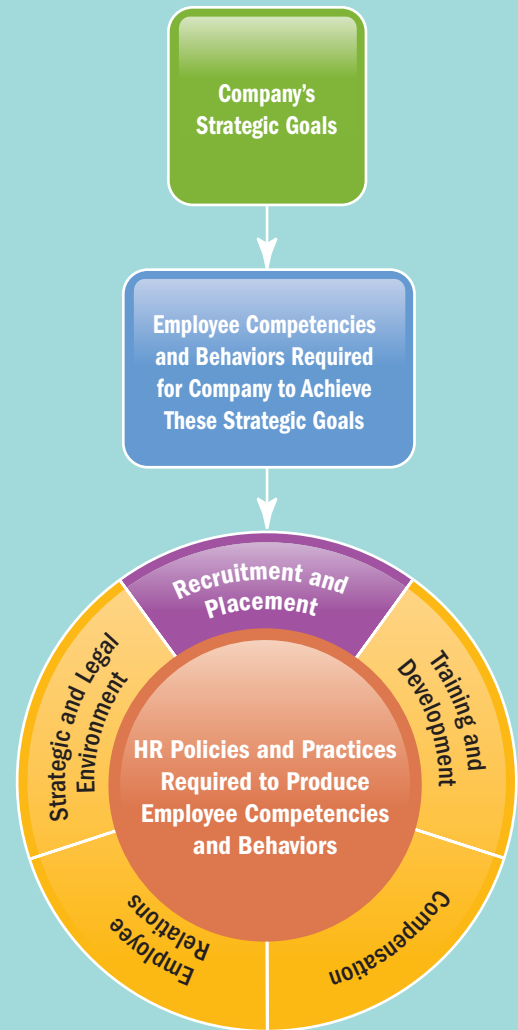 Company's
Strategic Goals
Employee Competencies
and Behaviors Required
for Company to Achieve
These Strategic Goals
Recruitment and
Placement
Strategic and Legal
Environment
Training and
Development
HR Policies and Practices
Required to Produce
Employee Competencies
and Behaviors
Employee
Relations
Compensation